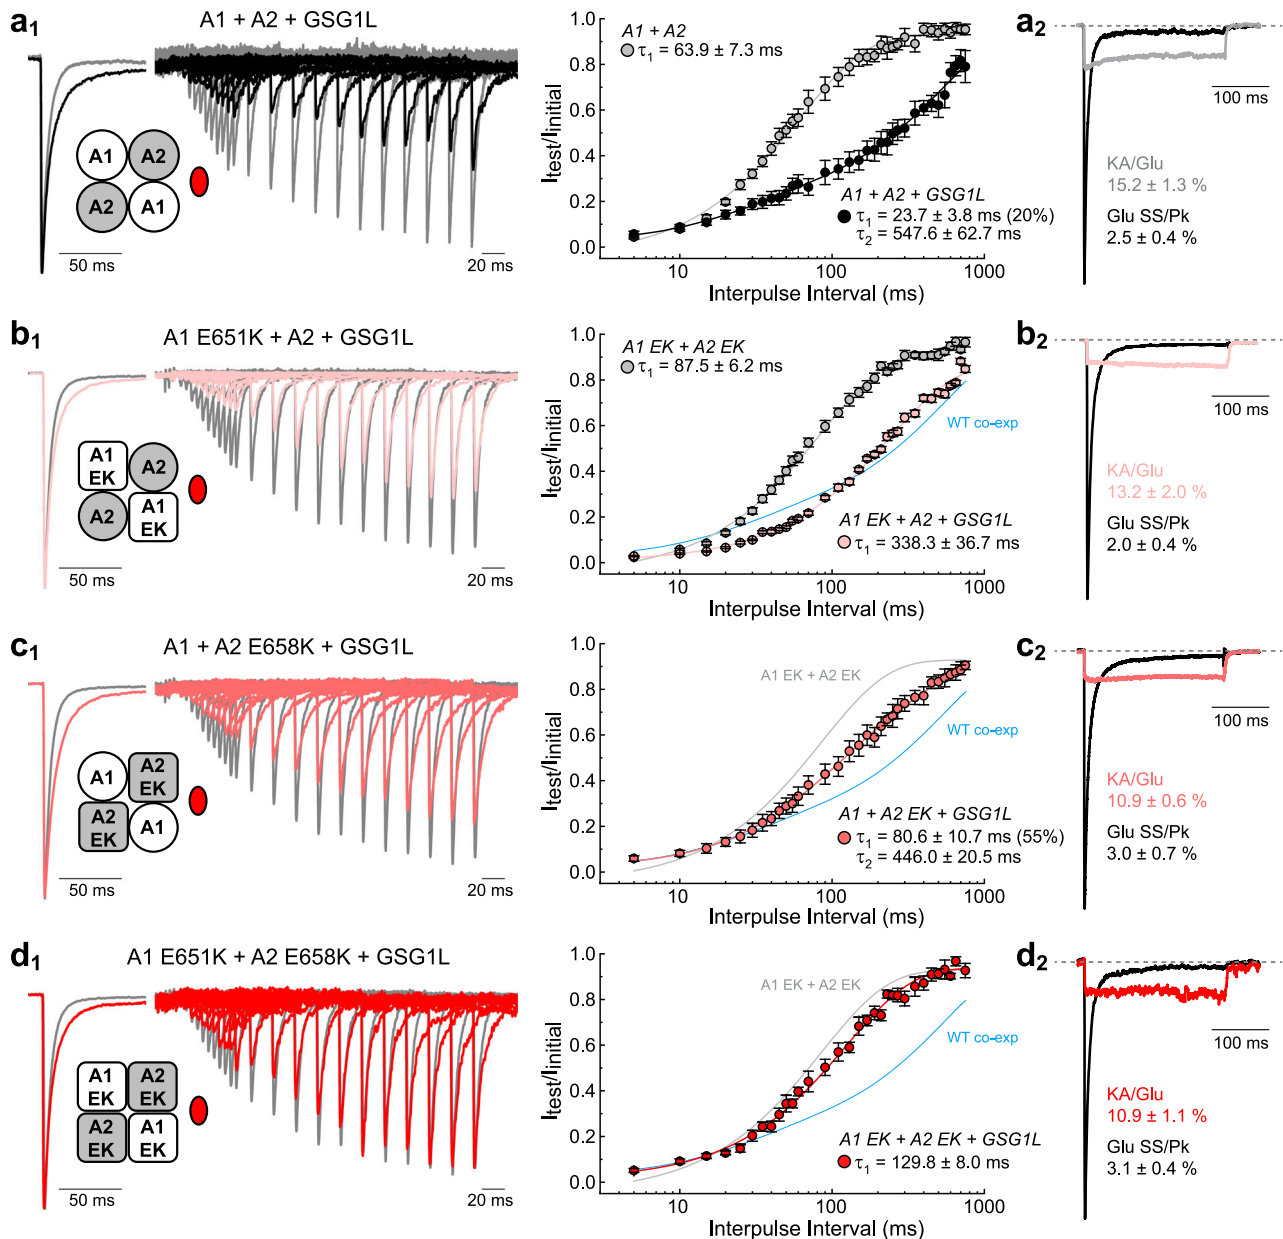 a1
A1 + A2 + GSG1L
A1
A2
A2
A1
50 ms
20 ms
Itest/Iinitial
1.0
0.8
0.6
0.4
0.2
0.0
A1 + A2
τ1 = 63.9 ± 7.3 ms
A1 + A2 + GSG1L
τ1 = 23.7 ± 3.8 ms (20%)
τ2 = 547.6 ± 62.7 ms
10
100
1000
Interpulse Interval (ms)
a2
100 ms
KA/Glu
15.2 ± 1.3 %
Glu SS/Pk
2.5 ± 0.4 %
b1
A1 E651K + A2 + GSG1L
A1
EK
A2
A2
A1
EK
50 ms
20 ms
Itest/Iinitial
1.0
0.8
0.6
0.4
0.2
0.0
A1 EK + A2 EK
τ1 = 87.5 ± 6.2 ms
WT co-exp
A1 EK + A2 + GSG1L
τ1 = 338.3 ± 36.7 ms
10
100
1000
Interpulse Interval (ms)
b2
100 ms
KA/Glu
13.2 ± 2.0 %
Glu SS/Pk
2.0 ± 0.4 %
c1
A1 + A2 E658K + GSG1L
A1
A2
EK
A2
EK
A1
50 ms
20 ms
Itest/Iinitial
1.0
0.8
0.6
0.4
0.2
0.0
A1 EK + A2 EK
WT co-exp
A1 + A2 EK + GSG1L
τ1 = 80.6 ± 10.7 ms (55%)
τ2 = 446.0 ± 20.5 ms
10
100
1000
Interpulse Interval (ms)
c2
100 ms
KA/Glu
10.9 ± 0.6 %
Glu SS/Pk
3.0 ± 0.7 %
d1
A1 E651K + A2 E658K + GSG1L
A1
EK
A2
EK
A2
EK
A1
EK
50 ms
20 ms
Itest/Iinitial
1.0
0.8
0.6
0.4
0.2
0.0
A1 EK + A2 EK
WT co-exp
A1 EK + A2 EK + GSG1L
τ1 = 129.8 ± 8.0 ms
10
100
1000
Interpulse Interval (ms)
d2
100 ms
KA/Glu
10.9 ± 1.1 %
Glu SS/Pk
3.1 ± 0.4 %